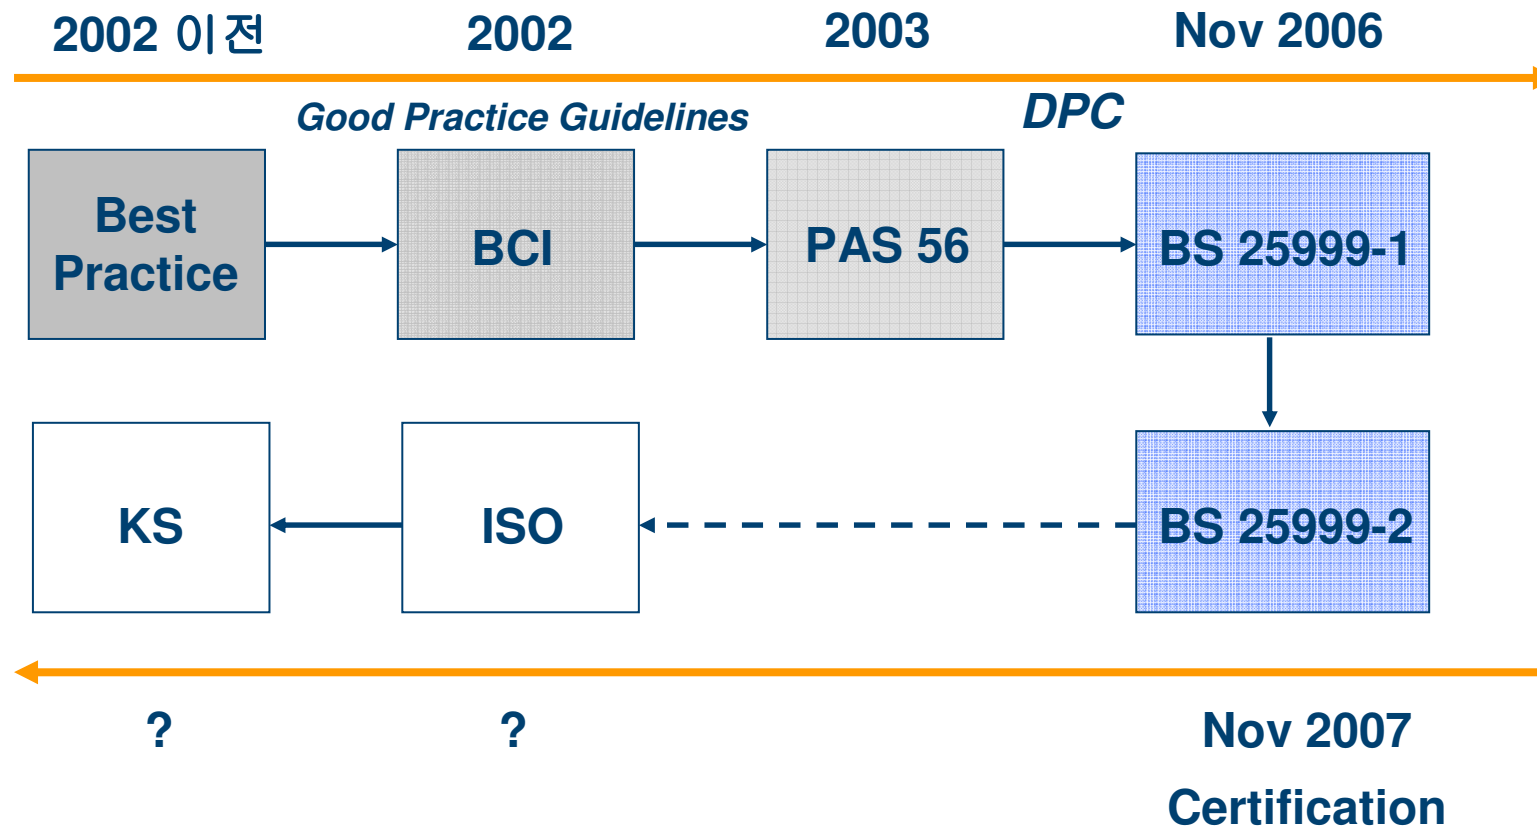 2002 이전
2002
2003
Nov 2006
Good Practice Guidelines
DPC
Best
Practice
BCI
PAS 56
BS 25999-1
KS
ISO
BS 25999-2
?
?
Nov 2007
Certification